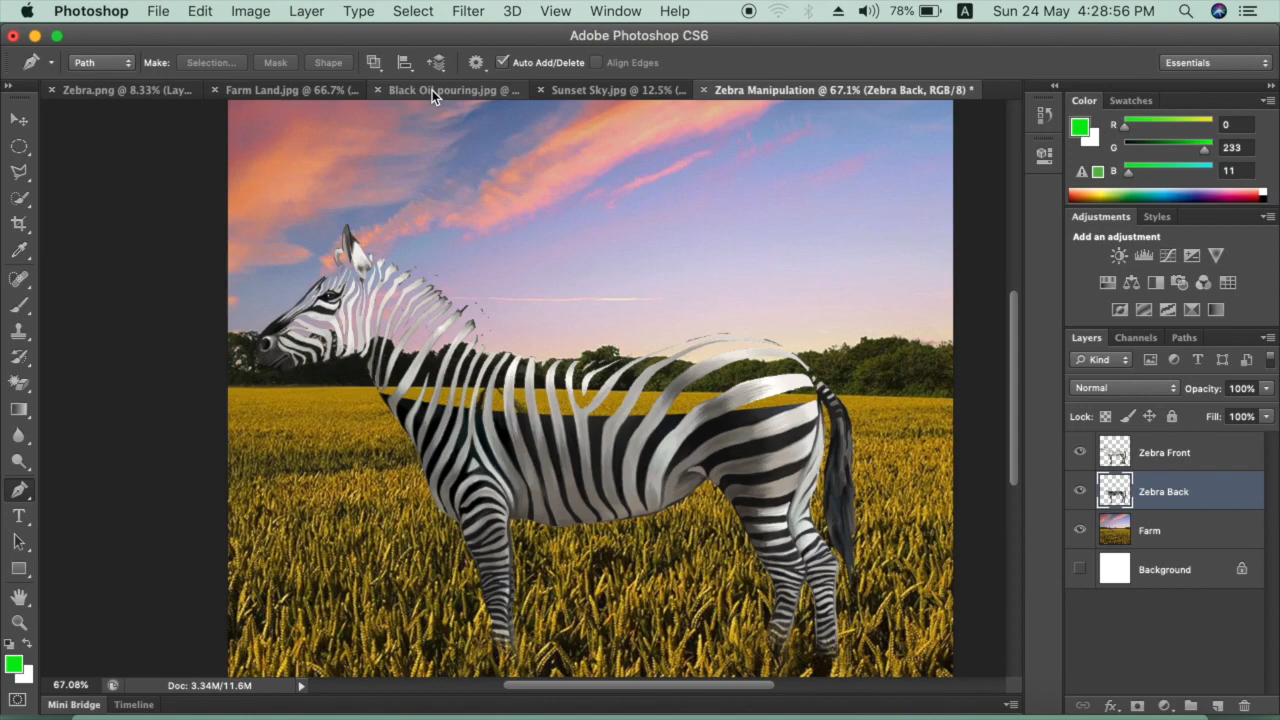 Photoshop File Edit Image Layer Type Select Filter 3D View Window Help 78% A Sun 24 May 4:28:56 PM
Adobe Photoshop CS6
Path Make: Selection... Mask Shape Auto Add/Delete Align Edges Essentials
Zebra.png @ 8.33% (Lay... Farm Land.jpg @ 66.7% (... Black Oil pouring.jpg @ ... Sunset Sky.jpg @ 12.5% (... Zebra Manipulation @ 67.1% (Zebra Back, RGB/8) *
Color Swatches
R 0
G 233
B 11
Adjustments Styles
Add an adjustment
Layers Channels Paths
Kind
Normal Opacity: 100%
Lock: Fill: 100%
Zebra Front
Zebra Back
Farm
Background
67.08% Doc: 3.34M/11.6M
Mini Bridge Timeline